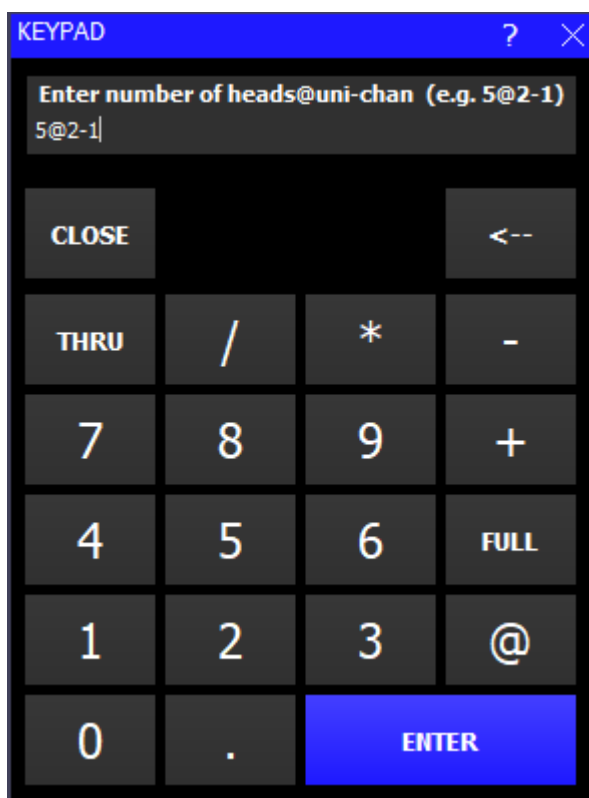 KEYPAD ? ×
Enter number of heads@uni-chan (e.g. 5@2-1)
5@2-1
CLOSE <--
THRU / * -
7 8 9 +
4 5 6 FULL
1 2 3 @
0 . ENTER